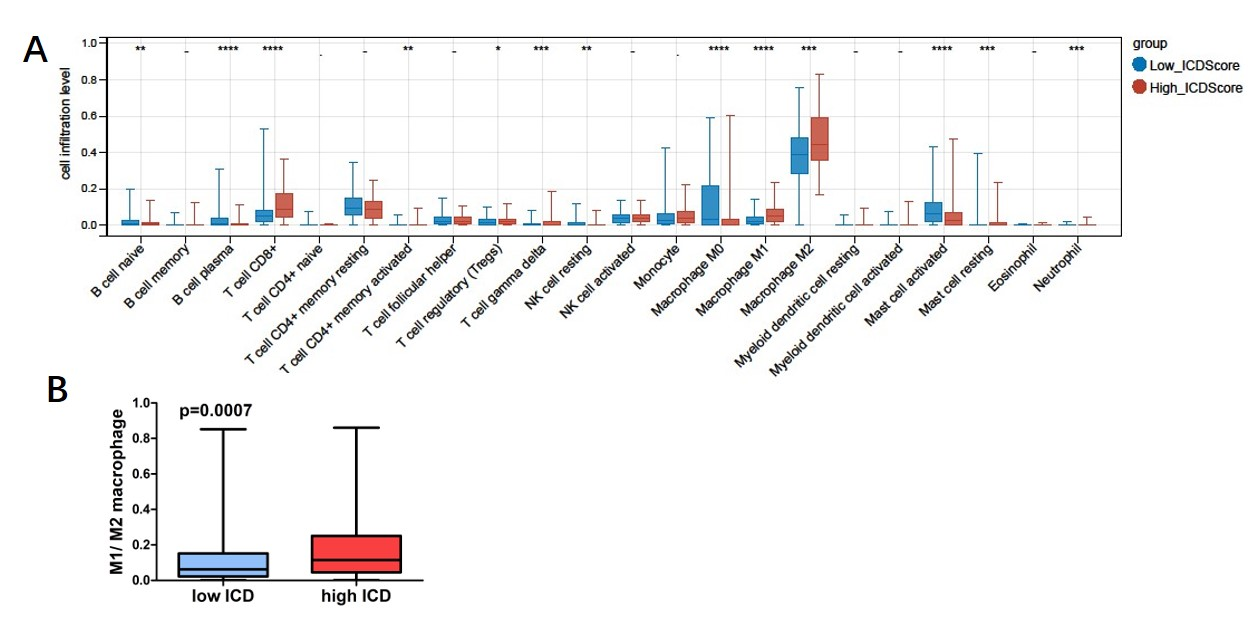 A
** - **** **** . - ** - * *** ** - . **** **** *** - - **** *** - ***
group
Low_ICDScore
High_ICDScore
cell infiltration level
1.0
0.8
0.6
0.4
0.2
0.0
B cell naive
B cell memory
B cell plasma
T cell CD8+
T cell CD4+ naive
T cell CD4+ memory resting
T cell CD4+ memory activated
T cell follicular helper
T cell regulatory (Tregs)
T cell gamma delta
NK cell resting
NK cell activated
Monocyte
Macrophage M0
Macrophage M1
Macrophage M2
Myeloid dendritic cell resting
Myeloid dendritic cell activated
Mast cell activated
Mast cell resting
Eosinophil
Neutrophil
B
p=0.0007
M1/ M2 macrophage
1.0
0.8
0.6
0.4
0.2
0.0
low ICD
high ICD